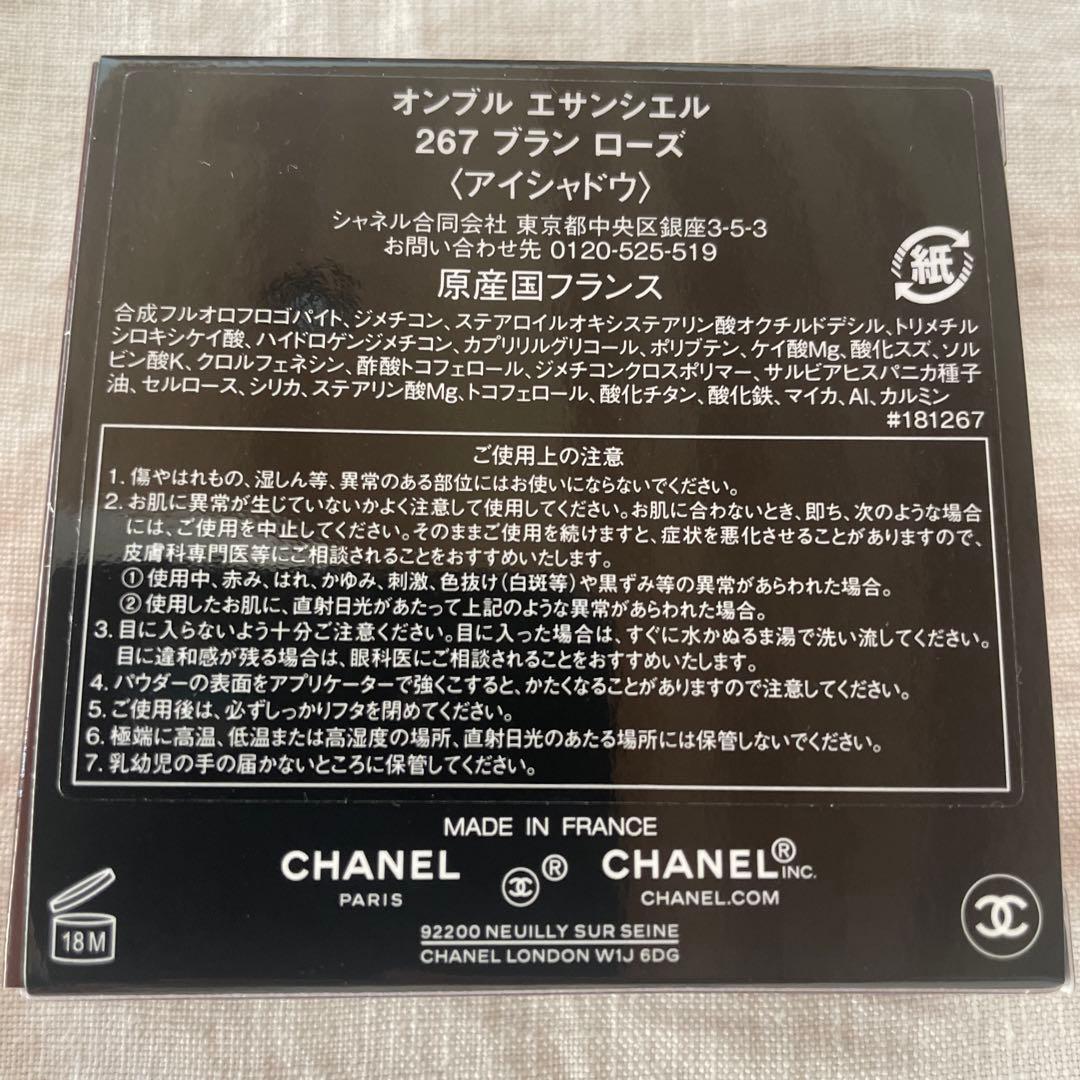 オンブル エサンシエル
267 ブラン ローズ
〈アイシャドウ〉
シャネル合同会社 東京都中央区銀座3-5-3
お問い合わせ先 0120-525-519
原産国フランス
紙
合成フルオロフロゴパイト、ジメチコン、ステアロイルオキシステアリン酸オクチルドデシル、トリメチル
シロキシケイ酸、ハイドロゲンジメチコン、カプリリルグリコール、ポリブテン、ケイ酸Mg、酸化スズ、ソル
ビン酸K、クロルフェネシン、酢酸トコフェロール、ジメチコンクロスポリマー、サルビアヒスパニカ種子
油、セルロース、シリカ、ステアリン酸Mg、トコフェロール、酸化チタン、酸化鉄、マイカ、Al、カルミン
#181267
ご使用上の注意
1. 傷やはれもの、湿しん等、異常のある部位にはお使いにならないでください。
2. お肌に異常が生じていないかよく注意して使用してください。お肌に合わないとき、即ち、次のような場合
には、ご使用を中止してください。そのままご使用を続けますと、症状を悪化させることがありますので、
皮膚科専門医等にご相談されることをおすすめいたします。
①使用中、赤み、はれ、かゆみ、刺激、色抜け(白斑等)や黒ずみ等の異常があらわれた場合。
②使用したお肌に、直射日光があたって上記のような異常があらわれた場合。
3. 目に入らないよう十分ご注意ください。目に入った場合は、すぐに水かぬるま湯で洗い流してください。
目に違和感が残る場合は、眼科医にご相談されることをおすすめいたします。
4. パウダーの表面をアプリケーターで強くこすると、かたくなることがありますので注意してください。
5. ご使用後は、必ずしっかりフタを閉めてください。
6. 極端に高温、低温または高湿度の場所、直射日光のあたる場所には保管しないでください。
7. 乳幼児の手の届かないところに保管してください。
MADE IN FRANCE
CHANEL ® CHANEL® INC.
PARIS CHANEL.COM
18M
92200 NEUILLY SUR SEINE
CHANEL LONDON W1J 6DG